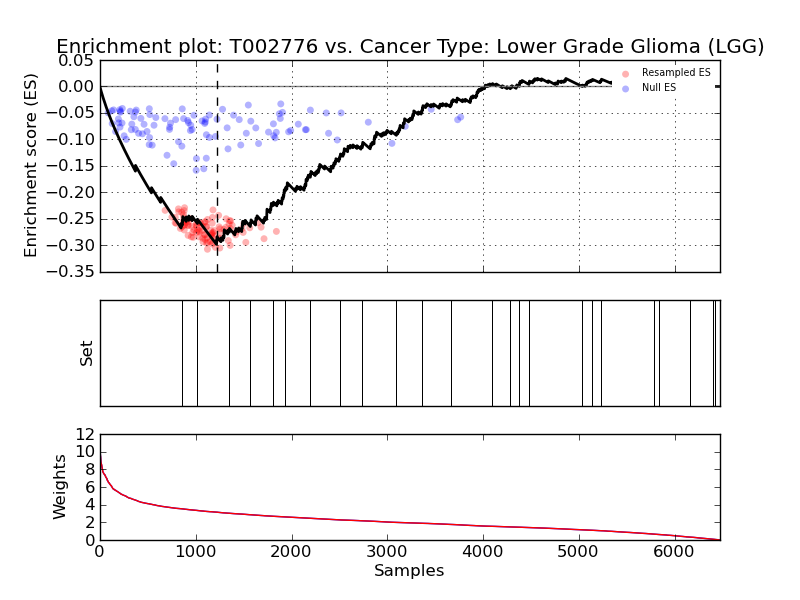 Enrichment plot: T002776 vs. Cancer Type: Lower Grade Glioma (LGG)
Enrichment score (ES)
0.05
0.00
−0.05
−0.10
−0.15
−0.20
−0.25
−0.30
−0.35
Resampled ES
Null ES
Set
Weights
12
10
8
6
4
2
0
0 1000 2000 3000 4000 5000 6000
Samples